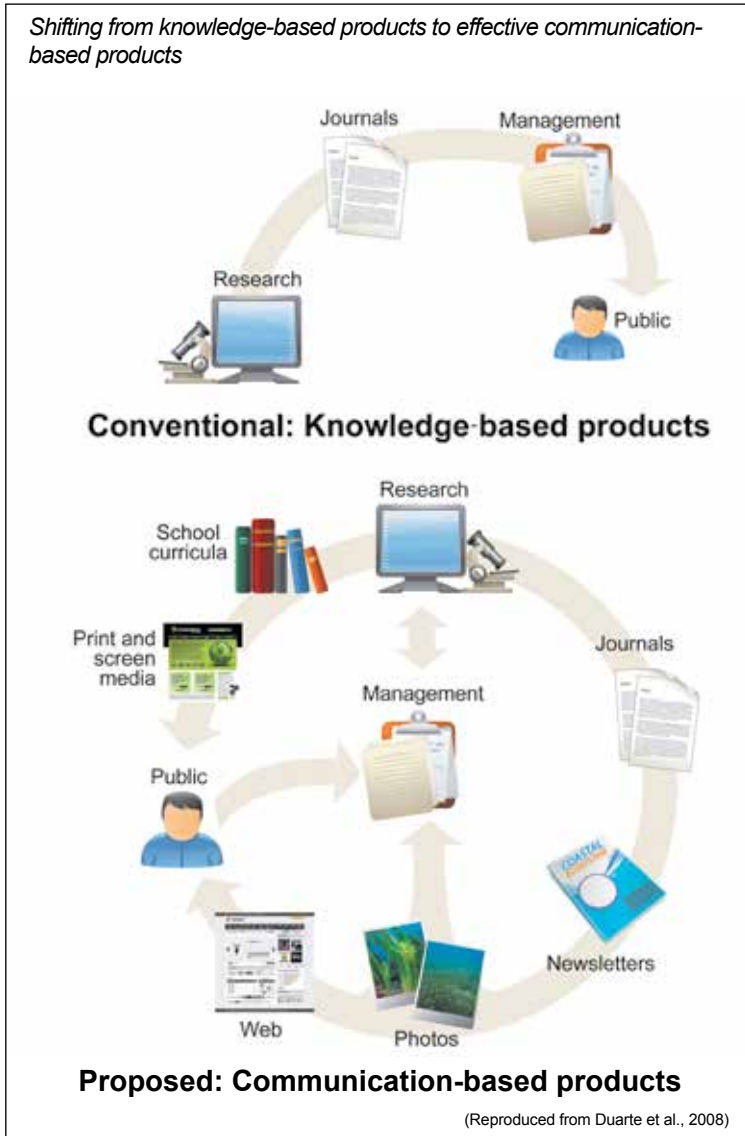 Shifting from knowledge-based products to effective communication-
based products
Journals
Management
Research
Public
Conventional: Knowledge-based products
Research
School
curricula
Print and
screen
media
Journals
Management
Public
COASTAL
Newsletters
Web
Photos
Proposed: Communication-based products
(Reproduced from Duarte et al., 2008)